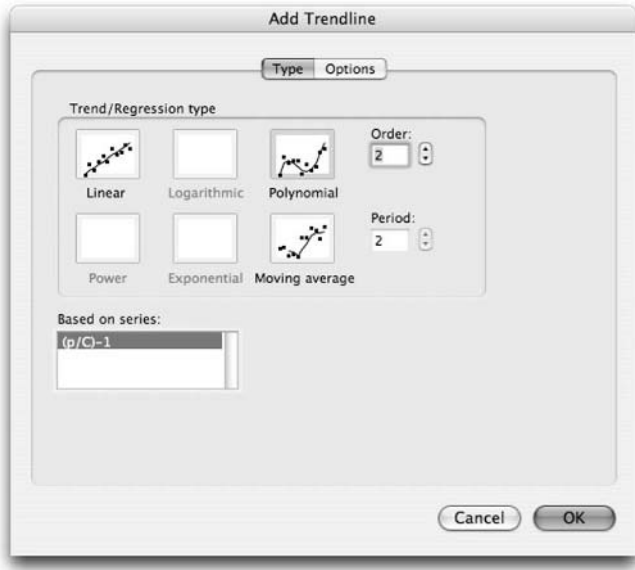 Add Trendline
Type Options
Trend/Regression type
Order:
2
Linear Logarithmic Polynomial
Period:
2
Power Exponential Moving average
Based on series:
(p/C)-1
Cancel OK